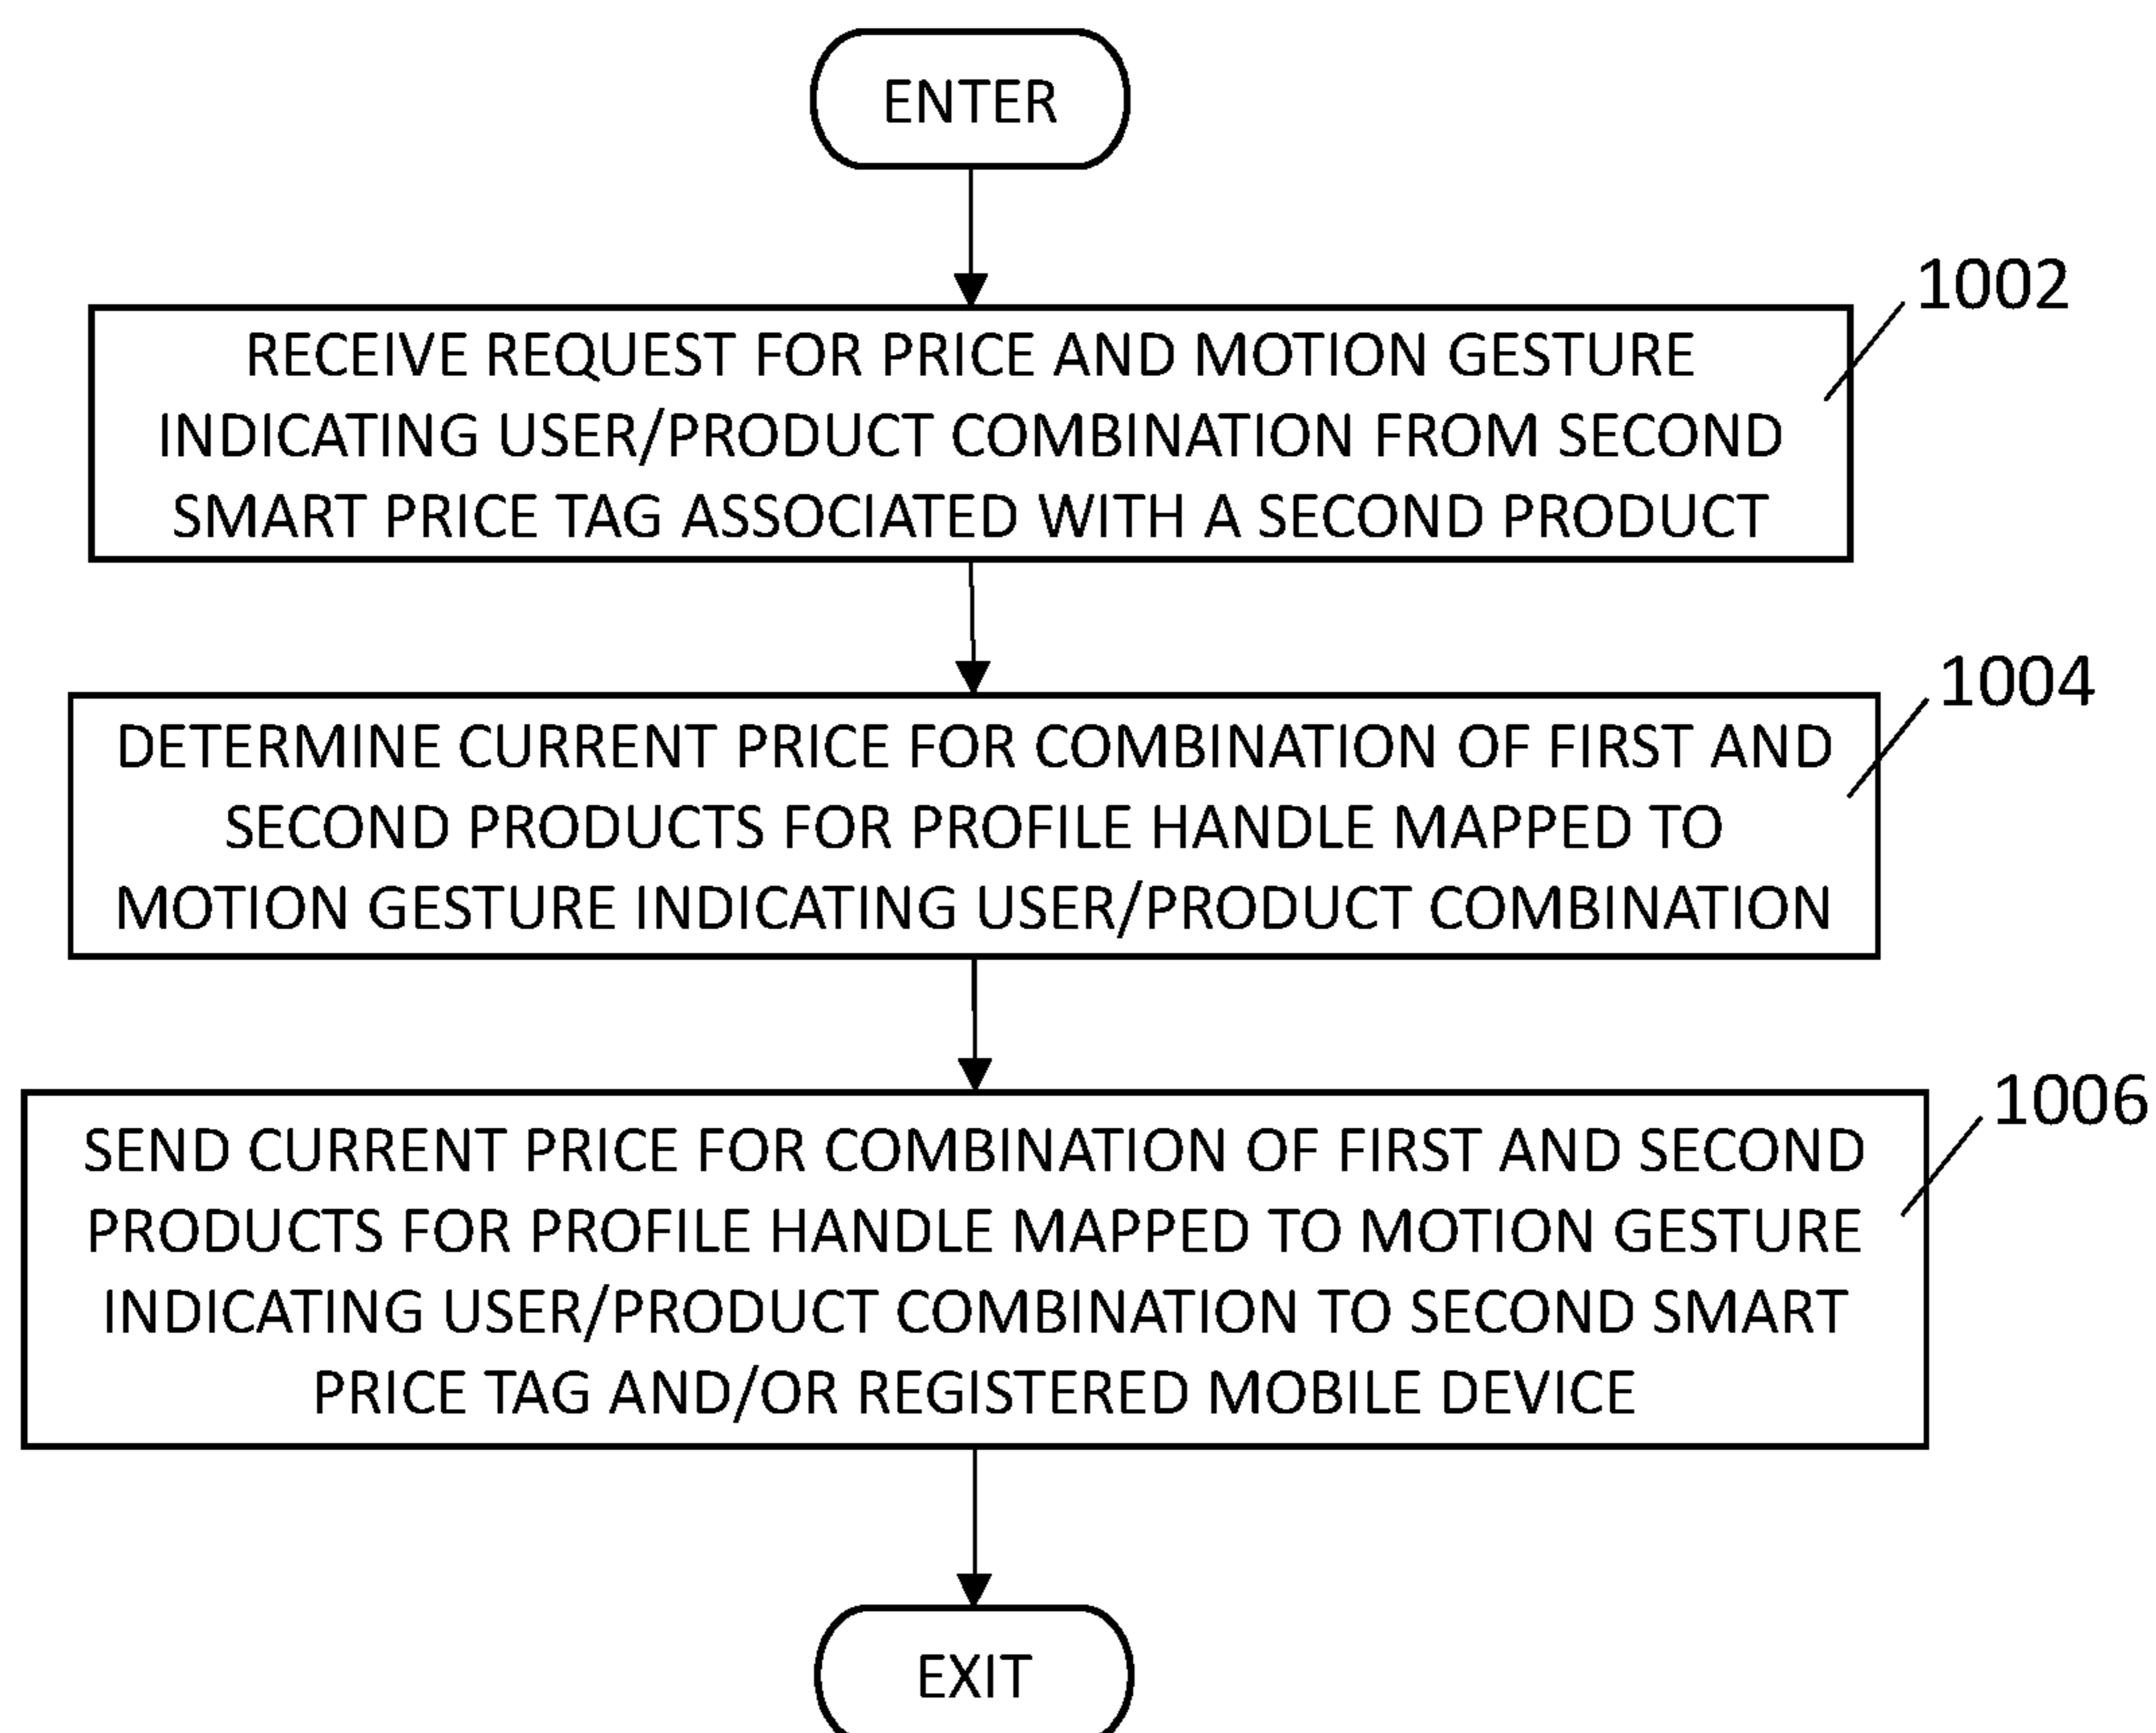 ENTER
1002
RECEIVE REQUEST FOR PRICE AND MOTION GESTURE
INDICATING USER/PRODUCT COMBINATION FROM SECOND
SMART PRICE TAG ASSOCIATED WITH A SECOND PRODUCT
1004
DETERMINE CURRENT PRICE FOR COMBINATION OF FIRST AND
SECOND PRODUCTS FOR PROFILE HANDLE MAPPED TO
MOTION GESTURE INDICATING USER/PRODUCT COMBINATION
1006
SEND CURRENT PRICE FOR COMBINATION OF FIRST AND SECOND
PRODUCTS FOR PROFILE HANDLE MAPPED TO MOTION GESTURE
INDICATING USER/PRODUCT COMBINATION TO SECOND SMART
PRICE TAG AND/OR REGISTERED MOBILE DEVICE
EXIT